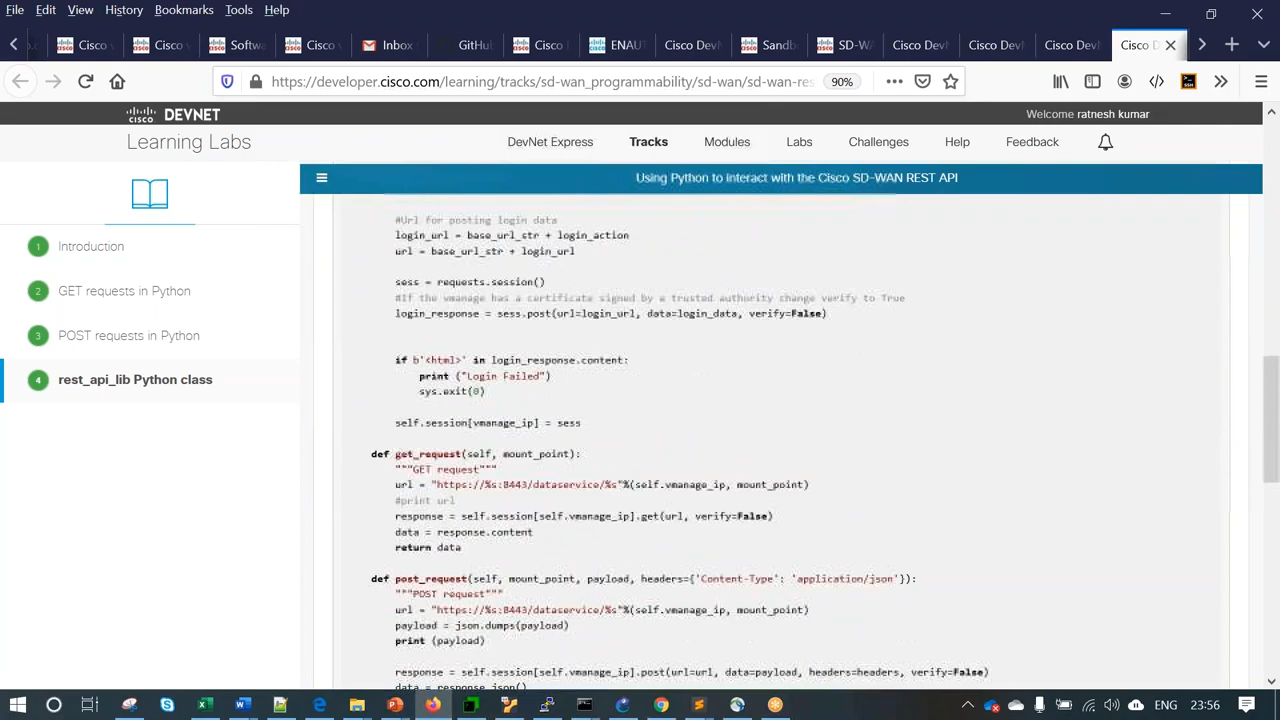 File Edit View History Bookmarks Tools Help
Cisco v Cisco v Softw Cisco v Inbox GitHub Cisco ENAUT Cisco Dev Sandb SD-WA Cisco Dev Cisco Dev Cisco Dev Cisco D
https://developer.cisco.com/learning/tracks/sd-wan_programmability/sd-wan/sd-wan-res 90%
CISCO DEVNET
Welcome ratnesh kumar
Learning Labs
DevNet Express Tracks Modules Labs Challenges Help Feedback
Using Python to interact with the Cisco SD-WAN REST API
1 Introduction
2 GET requests in Python
3 POST requests in Python
4 rest_api_lib Python class
#Url for posting login data
login_url = base_url_str + login_action
url = base_url_str + login_url
sess = requests.session()
#If the vmanage has a certificate signed by a trusted authority change verify to True
login_response = sess.post(url=login_url, data=login_data, verify=False)
if b'<html>' in login_response.content:
print ("Login Failed")
sys.exit(0)
self.session[vmanage_ip] = sess
def get_request(self, mount_point):
"""GET request"""
url = "https://%s:8443/dataservice/%s"%(self.vmanage_ip, mount_point)
#print url
response = self.session[self.vmanage_ip].get(url, verify=False)
data = response.content
return data
def post_request(self, mount_point, payload, headers={'Content-Type': 'application/json'}):
"""POST request"""
url = "https://%s:8443/dataservice/%s"%(self.vmanage_ip, mount_point)
payload = json.dumps(payload)
print (payload)
response = self.session[self.vmanage_ip].post(url=url, data=payload, headers=headers, verify=False)
data = response.json()
ENG 23:56